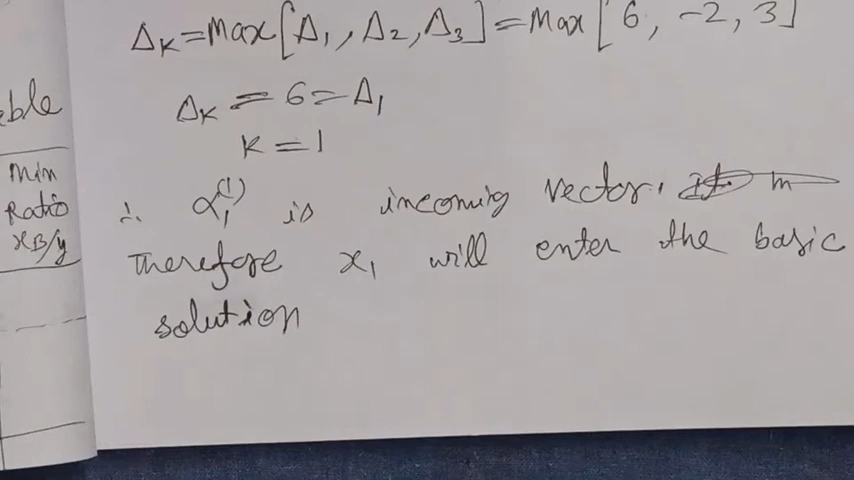 Δk = Max[Δ1, Δ2, Δ3] = Max[6, -2, 3]
Δk = 6 = Δ1
k = 1
∴ α1^(1) is incoming vector.
Therefore x1 will enter the basic
solution
able
Min
Ratio
xB/y